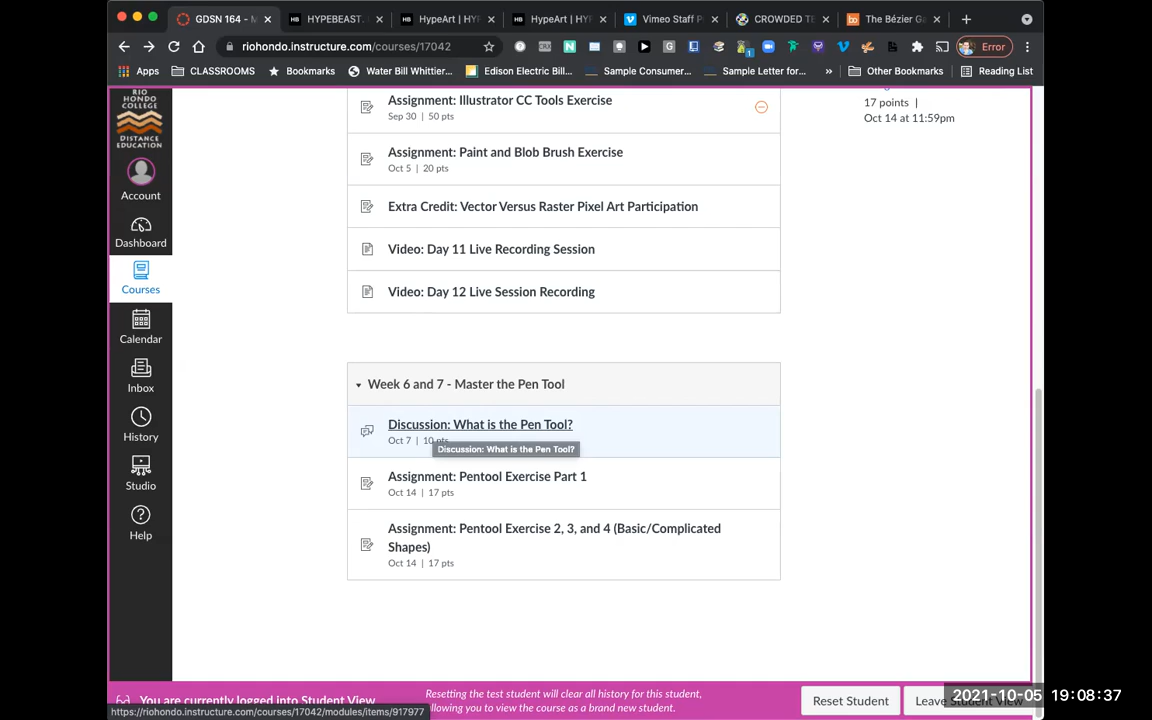 GDSN 164 - M
HYPEBEAST.
HypeArt | HY
HypeArt | HY
Vimeo Staff P
CROWDED TE
The Bézier Ga
riohondo.instructure.com/courses/17042
Error
Apps
CLASSROOMS
Bookmarks
Water Bill Whittier...
Edison Electric Bill...
Sample Consumer...
Sample Letter for...
»
Other Bookmarks
Reading List
RIO
HONDO
COLLEGE
DISTANCE
EDUCATION
Account
Dashboard
Courses
Calendar
Inbox
History
Studio
Help
Assignment: Illustrator CC Tools Exercise
Sep 30 | 50 pts
Assignment: Paint and Blob Brush Exercise
Oct 5 | 20 pts
Extra Credit: Vector Versus Raster Pixel Art Participation
Video: Day 11 Live Recording Session
Video: Day 12 Live Session Recording
Week 6 and 7 - Master the Pen Tool
Discussion: What is the Pen Tool?
Oct 7 | 10 pts
Discussion: What is the Pen Tool?
Assignment: Pentool Exercise Part 1
Oct 14 | 17 pts
Assignment: Pentool Exercise 2, 3, and 4 (Basic/Complicated
Shapes)
Oct 14 | 17 pts
17 points |
Oct 14 at 11:59pm
You are currently logged into Student View
Resetting the test student will clear all history for this student,
llowing you to view the course as a brand new student.
Reset Student
Leave Student View
2021-10-05 19:08:37
https://riohondo.instructure.com/courses/17042/modules/items/917977